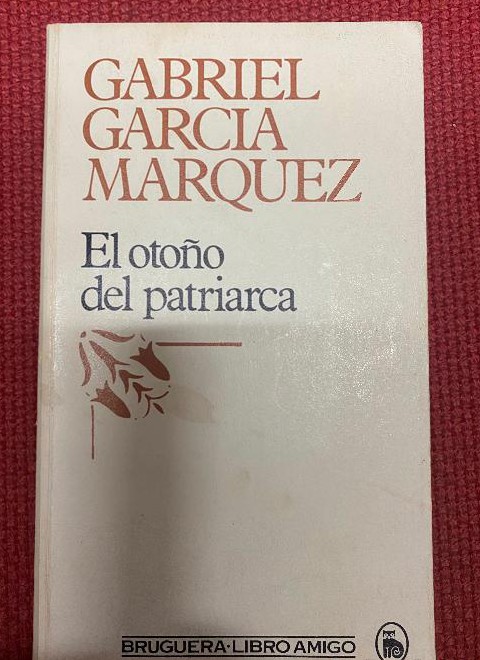 GABRIEL
GARCIA
MARQUEZ
El otoño
del patriarca
BRUGUERA·LIBRO AMIGO